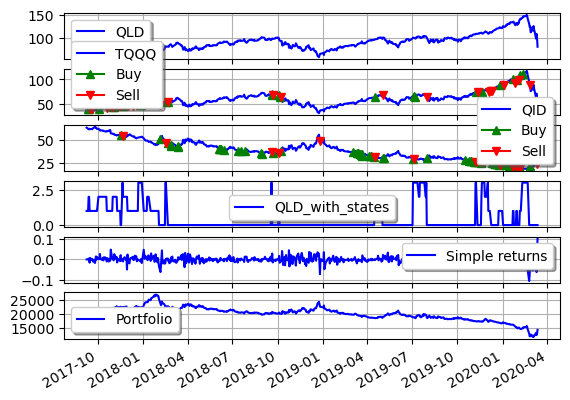 150
100
QLD
TQQQ
Buy
Sell
100
50
QID
Buy
Sell
50
25
2.5
0.0
QLD_with_states
0.1
0.0
−0.1
Simple returns
25000
20000
15000
Portfolio
2017-10
2018-01
2018-04
2018-07
2018-10
2019-01
2019-04
2019-07
2019-10
2020-01
2020-04